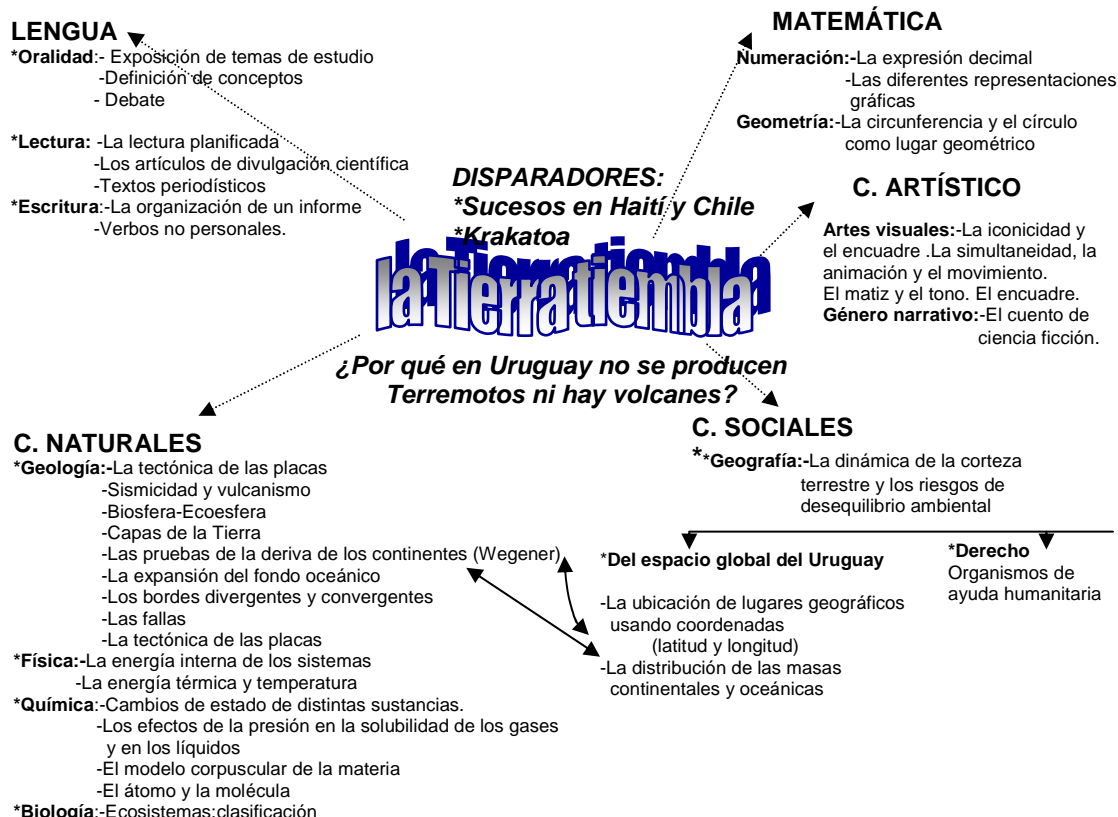 LENGUA
*Oralidad:- Exposición de temas de estudio
-Definición de conceptos
- Debate
*Lectura: -La lectura planificada
-Los artículos de divulgación científica
-Textos periodísticos
*Escritura:-La organización de un informe
-Verbos no personales.
MATEMÁTICA
Numeración:-La expresión decimal
-Las diferentes representaciones
gráficas
Geometría:-La circunferencia y el círculo
como lugar geométrico
DISPARADORES:
*Sucesos en Haití y Chile
*Krakatoa
la Tierra tiembla
¿Por qué en Uruguay no se producen
Terremotos ni hay volcanes?
C. ARTÍSTICO
Artes visuales:-La iconicidad y
el encuadre .La simultaneidad, la
animación y el movimiento.
El matiz y el tono. El encuadre.
Género narrativo:-El cuento de
ciencia ficción.
C. NATURALES
*Geología:-La tectónica de las placas
-Sismicidad y vulcanismo
-Biosfera-Ecoesfera
-Capas de la Tierra
-Las pruebas de la deriva de los continentes (Wegener)
-La expansión del fondo oceánico
-Los bordes divergentes y convergentes
-Las fallas
-La tectónica de las placas
*Física:-La energía interna de los sistemas
-La energía térmica y temperatura
*Química:-Cambios de estado de distintas sustancias.
-Los efectos de la presión en la solubilidad de los gases
y en los líquidos
-El modelo corpuscular de la materia
-El átomo y la molécula
*Biología:-Ecosistemas:clasificación
C. SOCIALES
**Geografía:-La dinámica de la corteza
terrestre y los riesgos de
desequilibrio ambiental
*Del espacio global del Uruguay
-La ubicación de lugares geográficos
usando coordenadas
(latitud y longitud)
-La distribución de las masas
continentales y oceánicas
*Derecho
Organismos de
ayuda humanitaria